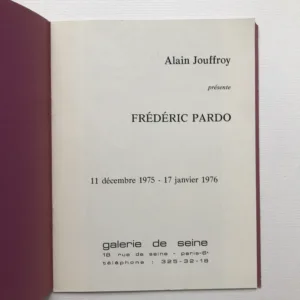 Alain Jouffroy
présente
FRÉDÉRIC PARDO
11 décembre 1975 - 17 janvier 1976
galerie de seine
18 rue de seine - paris-6e
téléphone : 325-32-18